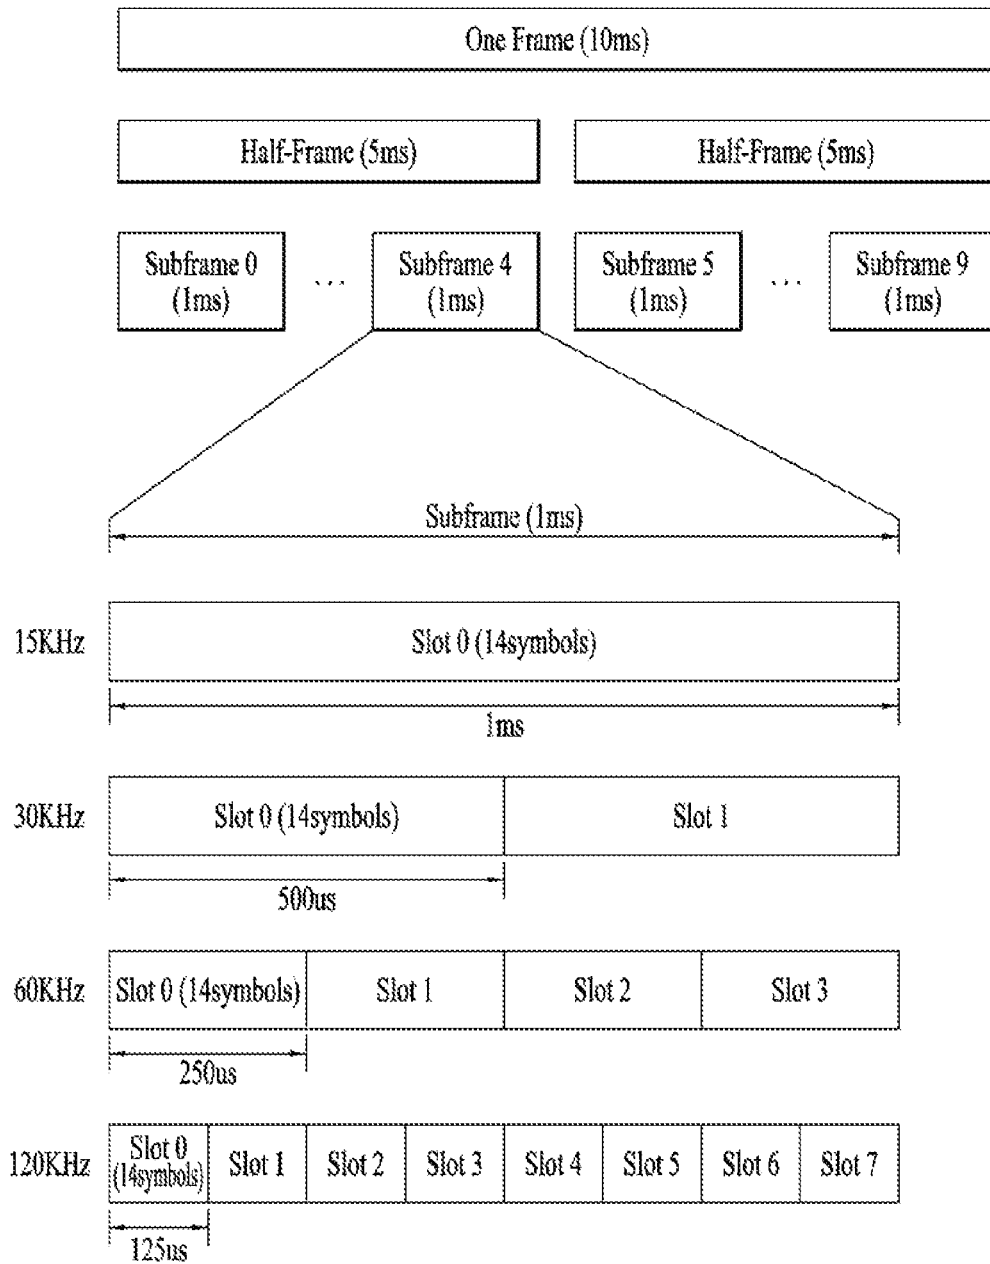 One Frame (10ms)
Half-Frame (5ms)
Half-Frame (5ms)
Subframe 0
(1ms)
...
Subframe 4
(1ms)
Subframe 5
(1ms)
...
Subframe 9
(1ms)
Subframe (1ms)
15KHz
Slot 0 (14symbols)
1ms
30KHz
Slot 0 (14symbols)
Slot 1
500us
60KHz
Slot 0 (14symbols)
Slot 1
Slot 2
Slot 3
250us
120KHz
Slot 0
(14symbols)
Slot 1
Slot 2
Slot 3
Slot 4
Slot 5
Slot 6
Slot 7
125us